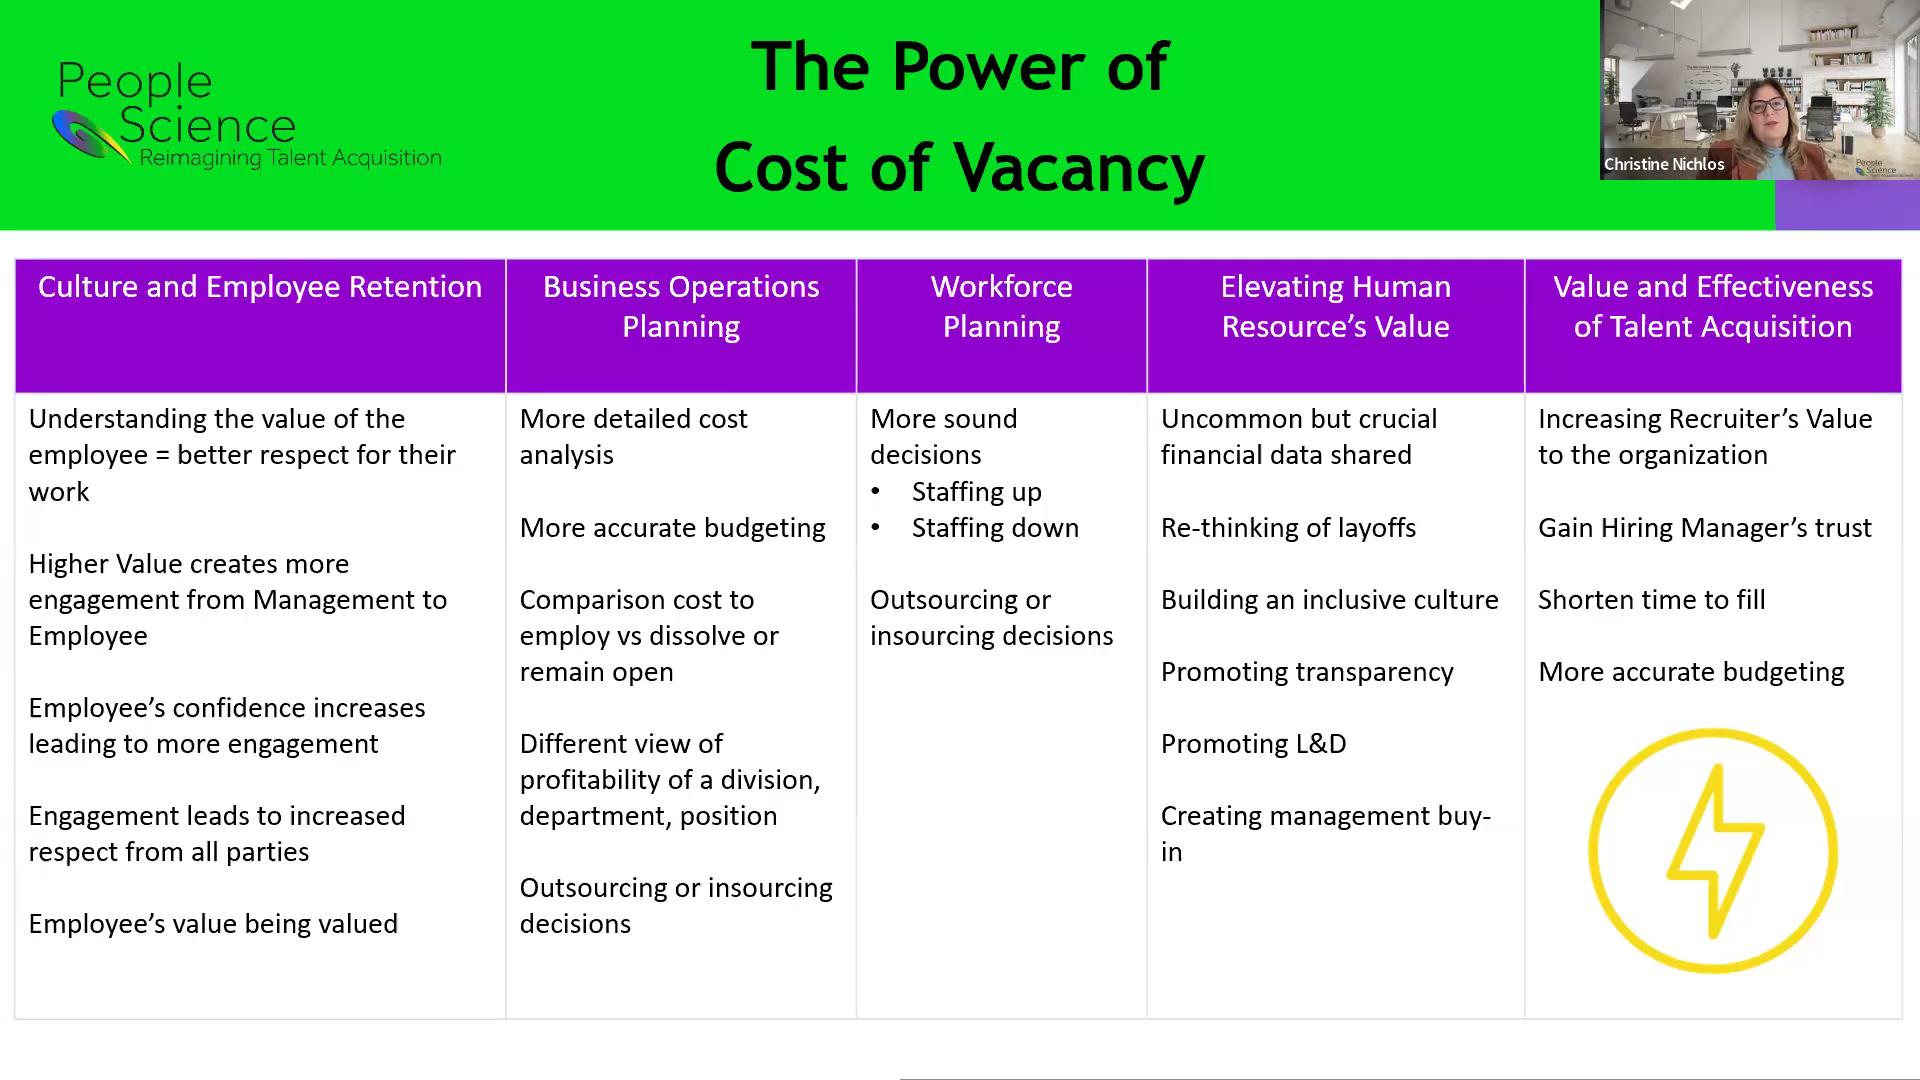 People
Science
Reimagining Talent Acquisition
The Power of
Cost of Vacancy
Christine Nichlos
People
Science
Culture and Employee Retention
Business Operations
Planning
Workforce
Planning
Elevating Human
Resource’s Value
Value and Effectiveness
of Talent Acquisition
Understanding the value of the
employee = better respect for their
work
Higher Value creates more
engagement from Management to
Employee
Employee’s confidence increases
leading to more engagement
Engagement leads to increased
respect from all parties
Employee’s value being valued
More detailed cost
analysis
More accurate budgeting
Comparison cost to
employ vs dissolve or
remain open
Different view of
profitability of a division,
department, position
Outsourcing or insourcing
decisions
More sound
decisions
• Staffing up
• Staffing down
Outsourcing or
insourcing decisions
Uncommon but crucial
financial data shared
Re-thinking of layoffs
Building an inclusive culture
Promoting transparency
Promoting L&D
Creating management buy-
in
Increasing Recruiter’s Value
to the organization
Gain Hiring Manager’s trust
Shorten time to fill
More accurate budgeting